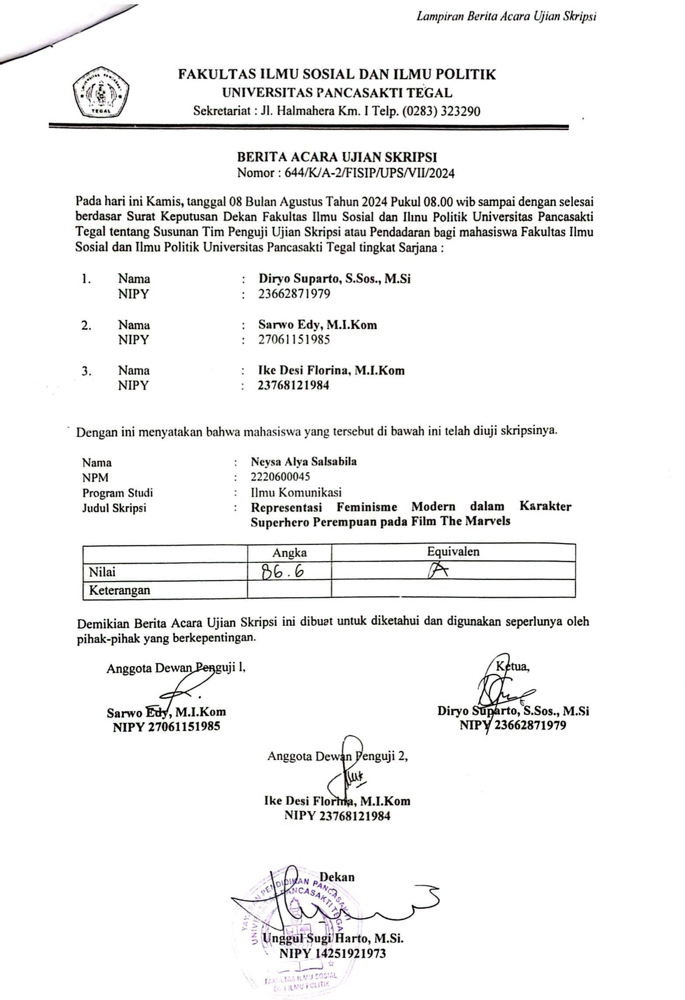 Lampiran Berita Acara Ujian Skripsi
UNIVERSITAS PANCASAKTI
TEGAL
FAKULTAS ILMU SOSIAL DAN ILMU POLITIK
UNIVERSITAS PANCASAKTI TEGAL
Sekretariat : Jl. Halmahera Km. I Telp. (0283) 323290
BERITA ACARA UJIAN SKRIPSI
Nomor : 644/K/A-2/FISIP/UPS/VII/2024
Pada hari ini Kamis, tanggal 08 Bulan Agustus Tahun 2024 Pukul 08.00 wib sampai dengan selesai
berdasar Surat Keputusan Dekan Fakultas Ilmu Sosial dan Ilmu Politik Universitas Pancasakti
Tegal tentang Susunan Tim Penguji Ujian Skripsi atau Pendadaran bagi mahasiswa Fakultas Ilmu
Sosial dan Ilmu Politik Universitas Pancasakti Tegal tingkat Sarjana :
1. Nama : Diryo Suparto, S.Sos., M.Si
NIPY : 23662871979
2. Nama : Sarwo Edy, M.I.Kom
NIPY : 27061151985
3. Nama : Ike Desi Florina, M.I.Kom
NIPY : 23768121984
Dengan ini menyatakan bahwa mahasiswa yang tersebut di bawah ini telah diuji skripsinya.
Nama : Neysa Alya Salsabila
NPM : 2220600045
Program Studi : Ilmu Komunikasi
Judul Skripsi : Representasi Feminisme Modern dalam Karakter
Superhero Perempuan pada Film The Marvels
Angka Equivalen
Nilai 86.6 A
Keterangan
Demikian Berita Acara Ujian Skripsi ini dibuat untuk diketahui dan digunakan seperlunya oleh
pihak-pihak yang berkepentingan.
Anggota Dewan Penguji 1, Ketua,
Sarwo Edy, M.I.Kom Diryo Suparto, S.Sos., M.Si
NIPY 27061151985 NIPY 23662871979
Anggota Dewan Penguji 2,
Ike Desi Florina, M.I.Kom
NIPY 23768121984
Dekan
YAYASAN PENDIDIKAN PANCASAKTI
UNIVERSITAS PANCASAKTI TEGAL
Unggul Sugi Harto, M.Si.
NIPY 14251921973
FAKULTAS ILMU SOSIAL
DAN ILMU POLITIK